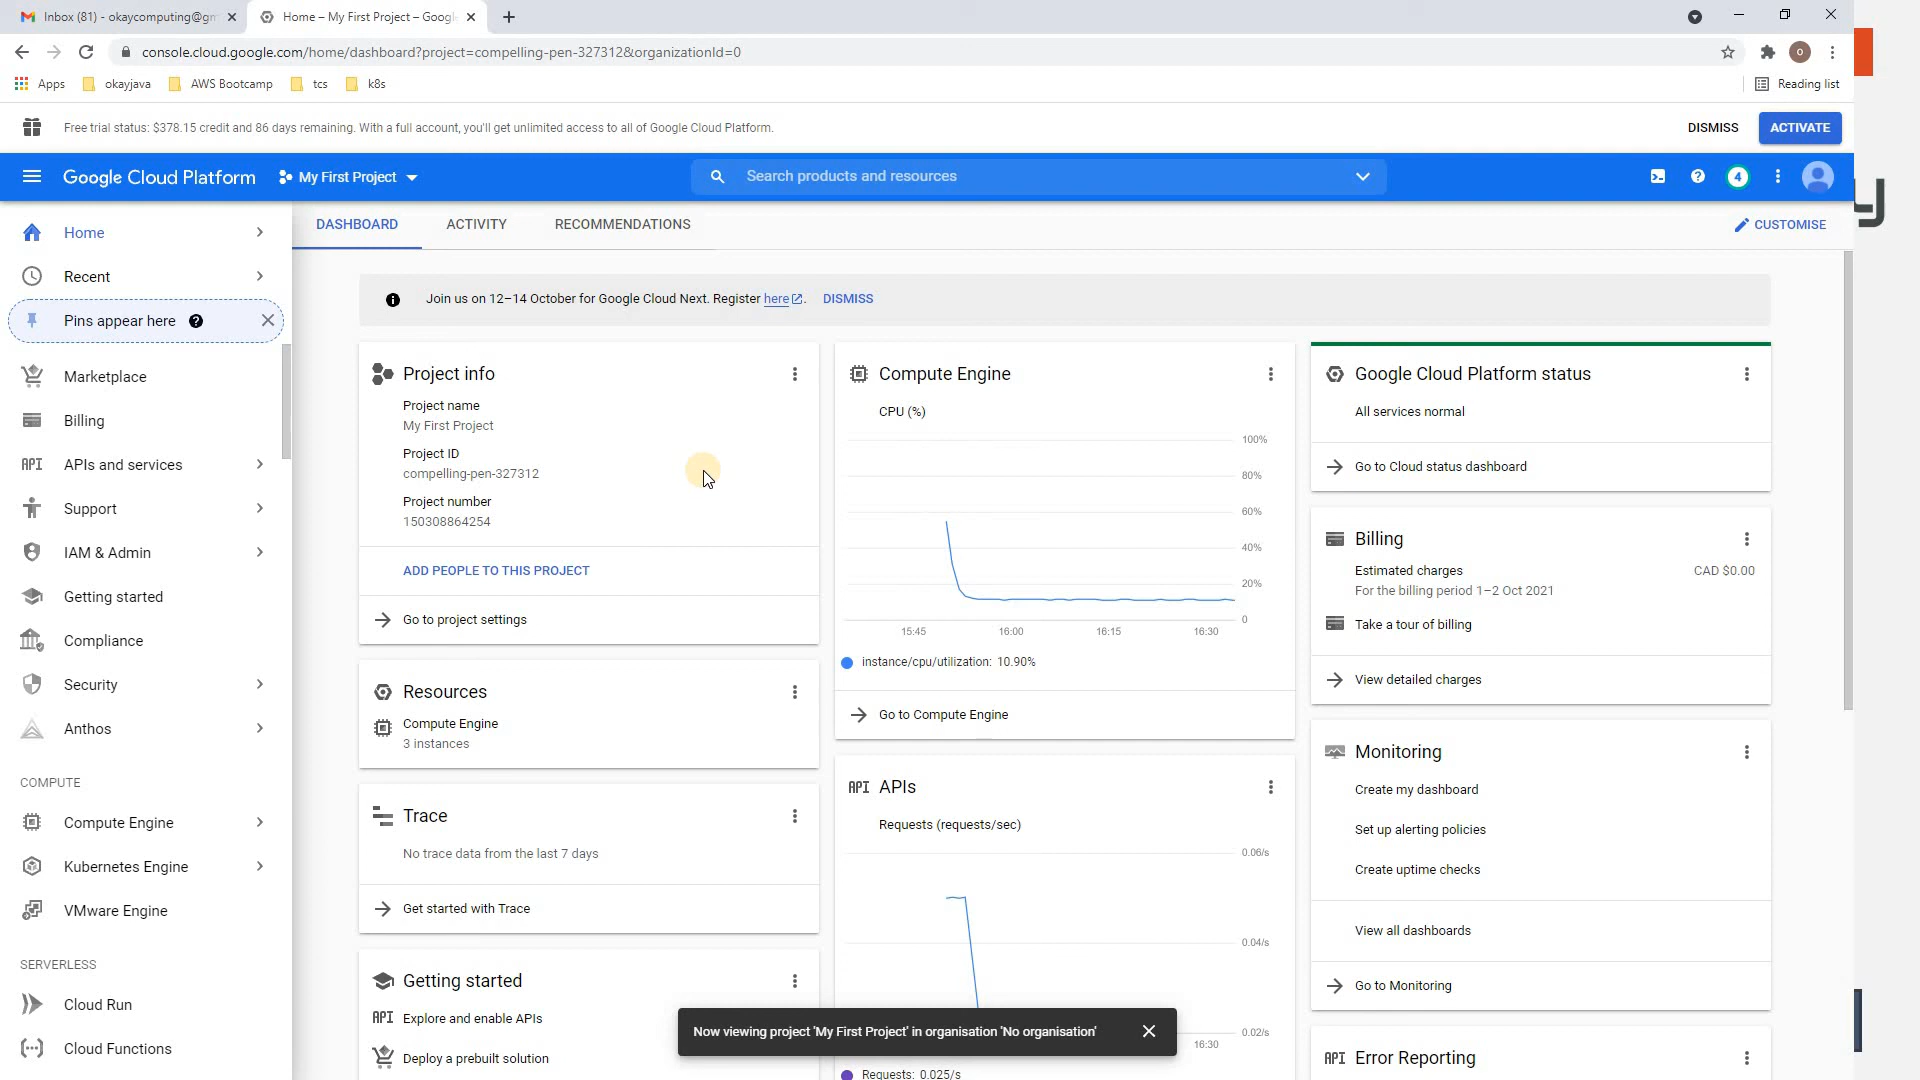 Inbox (81) - okaycomputing@gm
Home – My First Project – Google
console.cloud.google.com/home/dashboard?project=compelling-pen-327312&organizationId=0
O
Apps
okayjava
AWS Bootcamp
tcs
k8s
Reading list
Free trial status: $378.15 credit and 86 days remaining. With a full account, you'll get unlimited access to all of Google Cloud Platform.
DISMISS
ACTIVATE
Google Cloud Platform
My First Project
Search products and resources
4
y
Home
Recent
Pins appear here
Marketplace
Billing
API APIs and services
Support
IAM & Admin
Getting started
Compliance
Security
Anthos
COMPUTE
Compute Engine
Kubernetes Engine
VMware Engine
SERVERLESS
Cloud Run
Cloud Functions
DASHBOARD
ACTIVITY
RECOMMENDATIONS
CUSTOMISE
Join us on 12–14 October for Google Cloud Next. Register here.
DISMISS
Project info
Project name
My First Project
Project ID
compelling-pen-327312
Project number
150308864254
ADD PEOPLE TO THIS PROJECT
Go to project settings
Resources
Compute Engine
3 instances
Trace
No trace data from the last 7 days
Get started with Trace
Getting started
API Explore and enable APIs
Deploy a prebuilt solution
Compute Engine
CPU (%)
100%
80%
60%
40%
20%
0
15:45
16:00
16:15
16:30
instance/cpu/utilization: 10.90%
Go to Compute Engine
API APIs
Requests (requests/sec)
0.06/s
0.04/s
0.02/s
16:30
Requests: 0.025/s
Now viewing project 'My First Project' in organisation 'No organisation'
Google Cloud Platform status
All services normal
Go to Cloud status dashboard
Billing
Estimated charges
CAD $0.00
For the billing period 1–2 Oct 2021
Take a tour of billing
View detailed charges
Monitoring
Create my dashboard
Set up alerting policies
Create uptime checks
View all dashboards
Go to Monitoring
API Error Reporting